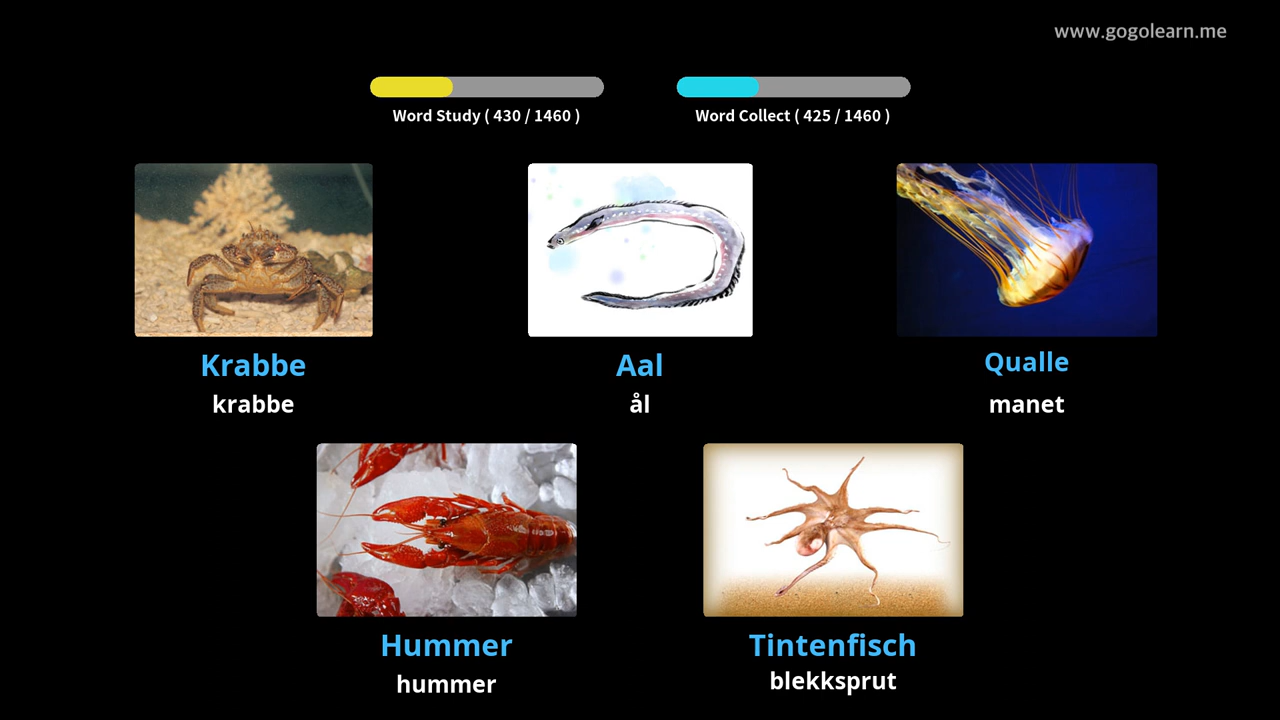 www.gogolearn.me
Word Study ( 430 / 1460 )
Word Collect ( 425 / 1460 )
Krabbe
krabbe
Aal
ål
Qualle
manet
Hummer
hummer
Tintenfisch
blekksprut